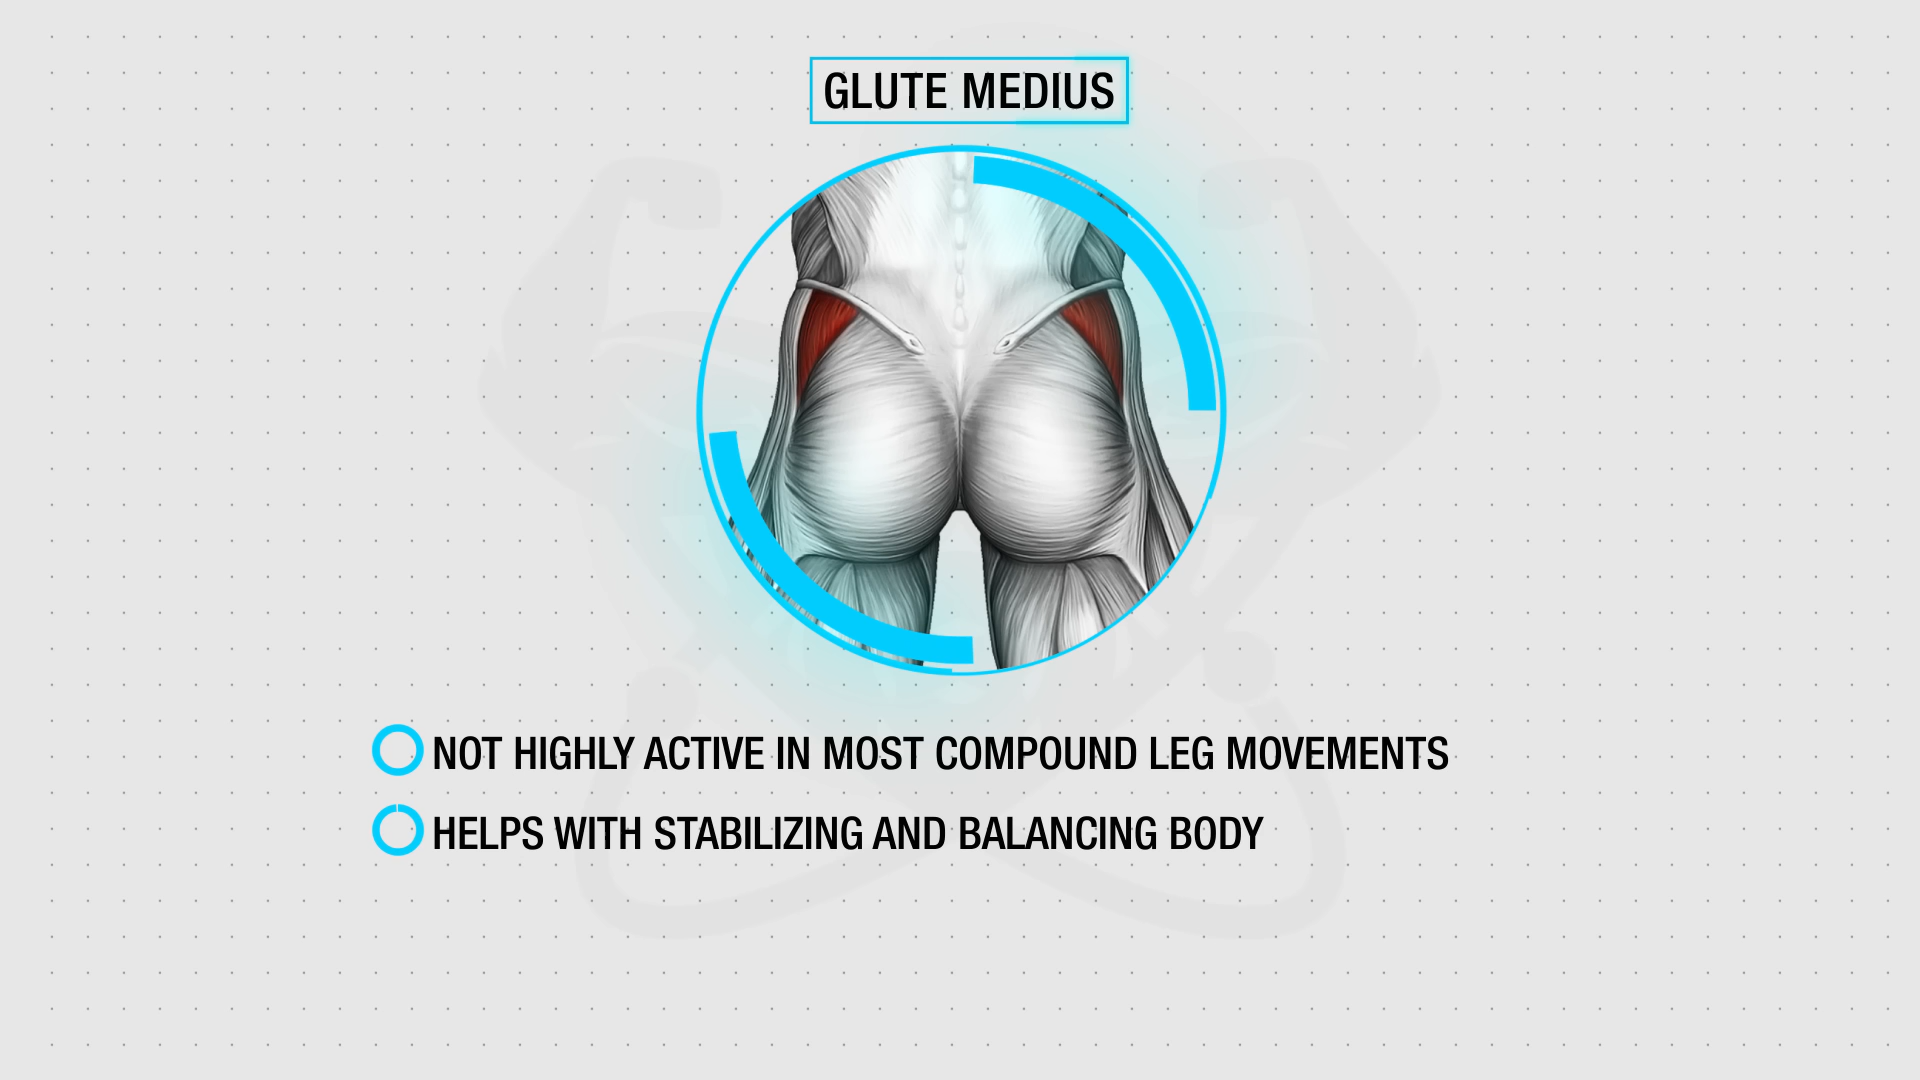 GLUTE MEDIUS
NOT HIGHLY ACTIVE IN MOST COMPOUND LEG MOVEMENTS
HELPS WITH STABILIZING AND BALANCING BODY